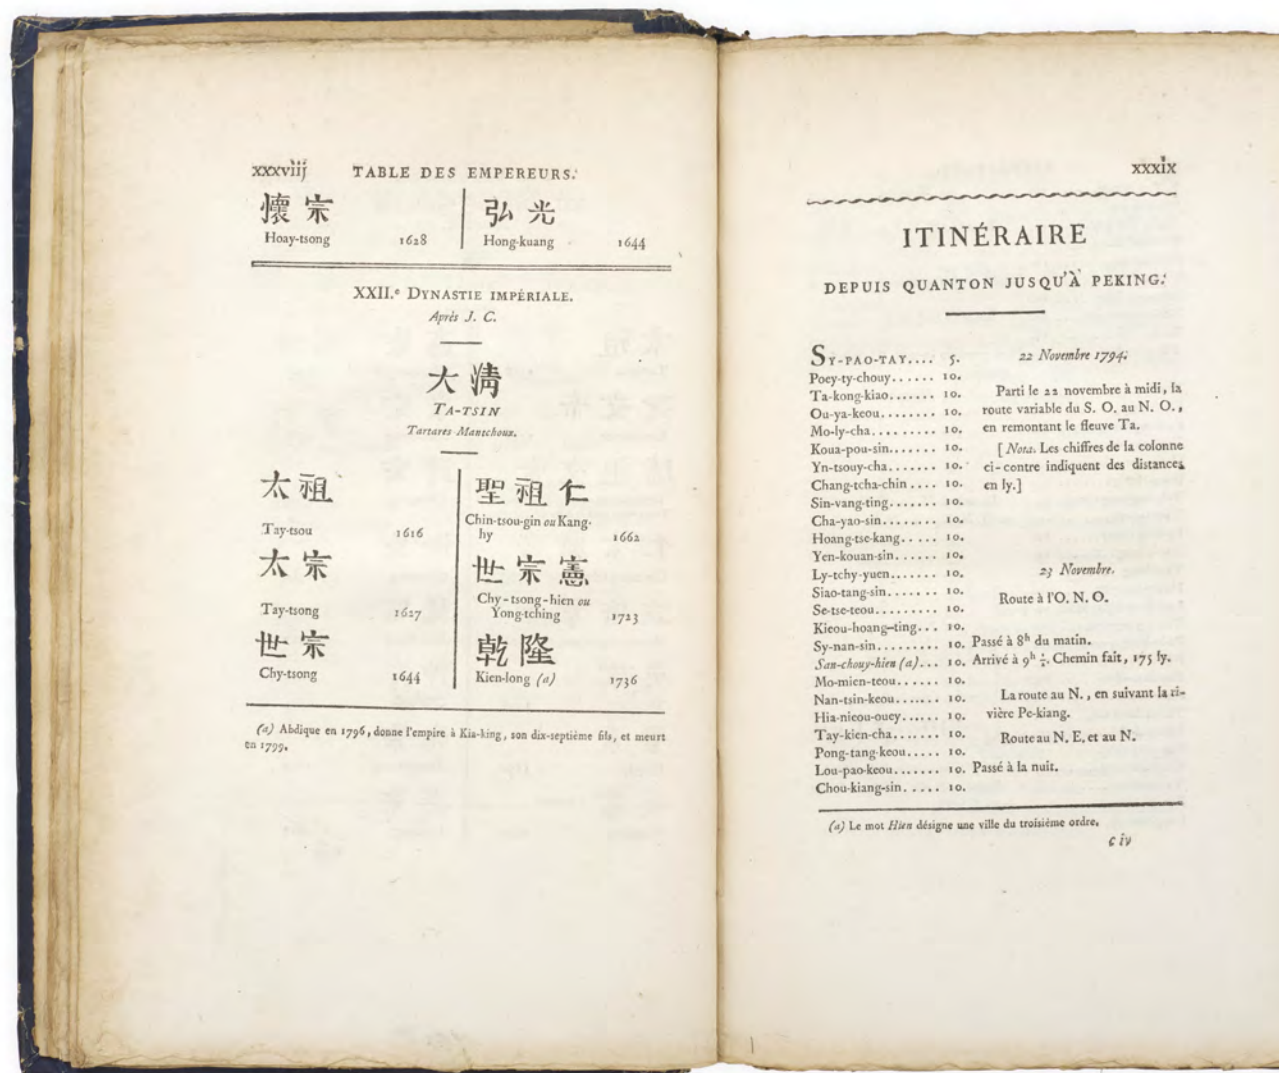 xxxviij TABLE DES EMPEREURS.
懷宗 弘光
Hoay-tsong 1628 Hong-kuang 1644
XXII.e DYNASTIE IMPÉRIALE.
Après J. C.
大淸
TA-TSIN
Tartares Mantchoux.
太祖
Tay-tsou 1616
太宗
Tay-tsong 1627
世宗
Chy-tsong 1644
聖祖仁
Chin-tsou-gin ou Kang-
hy 1662
世宗憲
Chy-tsong-hien ou
Yong-tching 1723
乾隆
Kien-long (a) 1736
(a) Abdique en 1796, donne l'empire à Kia-king, son dix-septième fils, et meurt
en 1799.
xxxix
ITINÉRAIRE
DEPUIS QUANTON JUSQU'À PEKING.
SY-PAO-TAY.... 5.
Poey-ty-chouy...... 10.
Ta-kong-kiao....... 10.
Ou-ya-keou........ 10.
Mo-ly-cha......... 10.
Koua-pou-sin....... 10.
Yn-tsouy-cha....... 10.
Chang-tcha-chin.... 10.
Sin-vang-ting....... 10.
Cha-yao-sin........ 10.
Hoang-tse-kang..... 10.
Yen-kouan-sin...... 10.
Ly-tchy-yuen....... 10.
Siao-tang-sin....... 10.
Se-tse-teou......... 10.
Kieou-hoang-ting... 10.
Sy-nan-sin......... 10.
San-chouy-hien (a)... 10.
Mo-mien-teou...... 10.
Nan-tsin-keou....... 10.
Hia-nieou-ouey...... 10.
Tay-kien-cha....... 10.
Pong-tang-keou..... 10.
Lou-pao-keou....... 10.
Chou-kiang-sin..... 10.
22 Novembre 1794.
Parti le 22 novembre à midi, la
route variable du S. O. au N. O.,
en remontant le fleuve Ta.
[Nota. Les chiffres de la colonne
ci-contre indiquent des distances
en ly.]
23 Novembre.
Route à l'O. N. O.
Passé à 8h du matin.
Arrivé à 9h ½. Chemin fait, 175 ly.
La route au N., en suivant la ri-
vière Pe-kiang.
Route au N. E. et au N.
Passé à la nuit.
(a) Le mot Hien désigne une ville du troisième ordre.
c iv